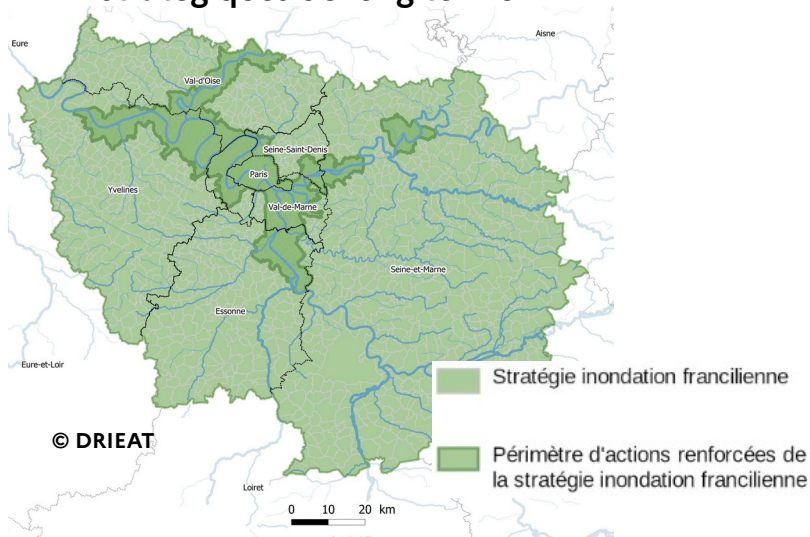 Eure
Aisne
Val-d'Oise
Seine-Saint-Denis
Paris
Yvelines
Val-de-Marne
Seine-et-Marne
Essonne
Eure-et-Loir
Stratégie inondation francilienne
© DRIEAT
Périmètre d'actions renforcées de
la stratégie inondation francilienne
Loiret
0 10 20 km